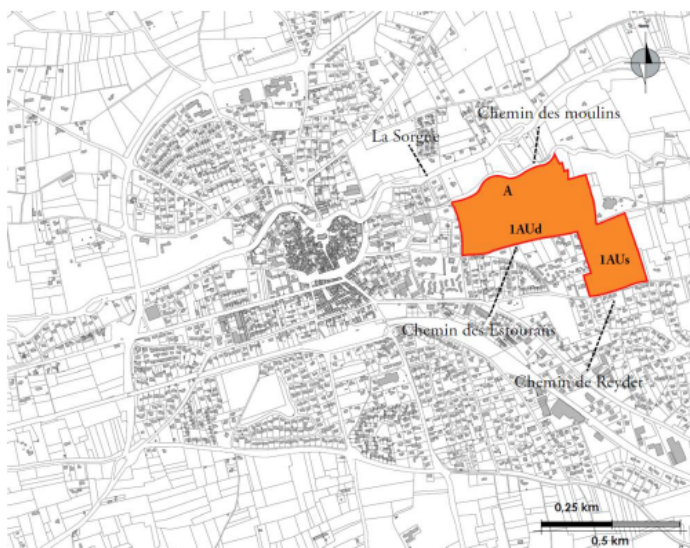 Chemin des moulins
La Sorgue
A
1AUd
1AUs
Chemin des Estourans
Chemin de Reydet
0,25 km
0,5 km